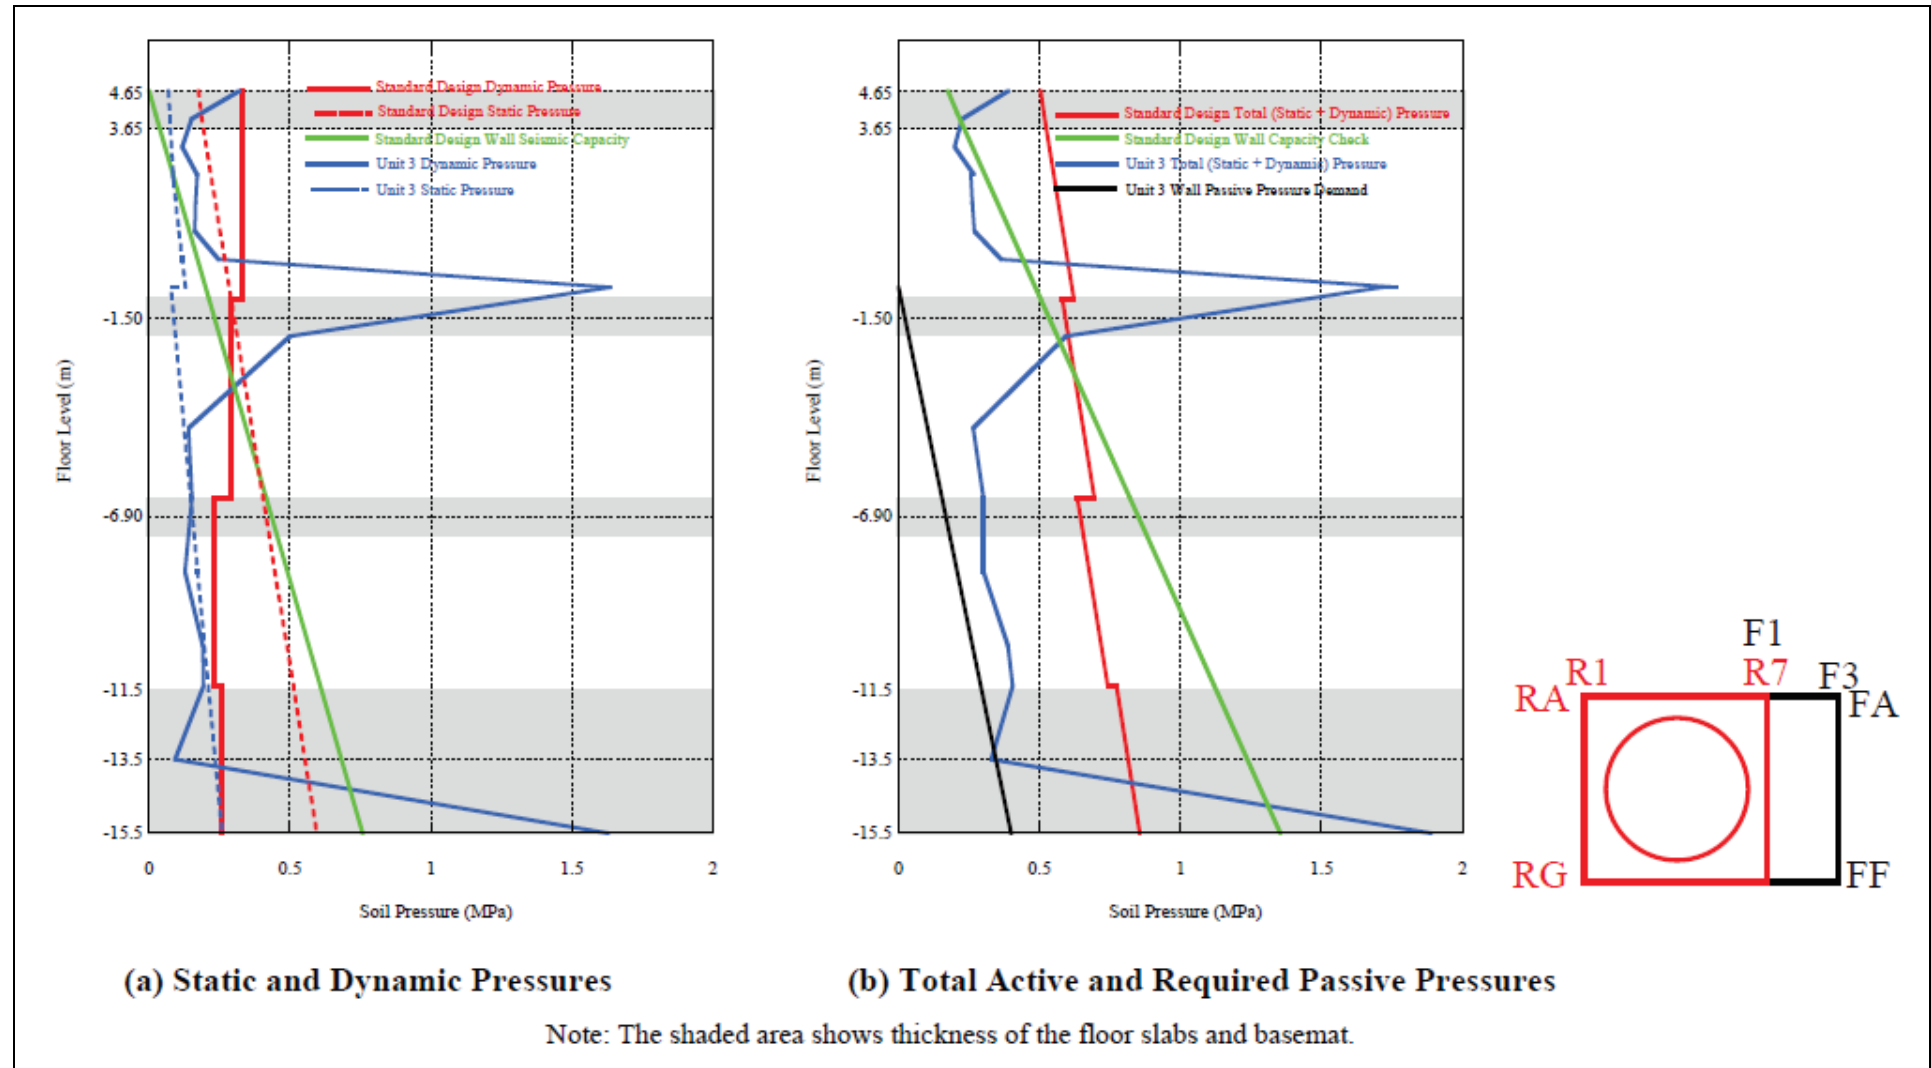 4.65
3.65
-1.50
-6.90
-11.5
-13.5
-15.5
Floor Level (m)
Standard Design Dynamic Pressure
Standard Design Static Pressure
Standard Design Wall Seismic Capacity
Unit 3 Dynamic Pressure
Unit 3 Static Pressure
0 0.5 1 1.5 2
Soil Pressure (MPa)
(a) Static and Dynamic Pressures
4.65
3.65
-1.50
-6.90
-11.5
-13.5
-15.5
Floor Level (m)
Standard Design Total (Static + Dynamic) Pressure
Standard Design Wall Capacity Check
Unit 3 Total (Static + Dynamic) Pressure
Unit 3 Wall Passive Pressure Demand
0 0.5 1 1.5 2
Soil Pressure (MPa)
(b) Total Active and Required Passive Pressures
F1
R1 R7 F3
RA FA
RG FF
Note: The shaded area shows thickness of the floor slabs and basemat.